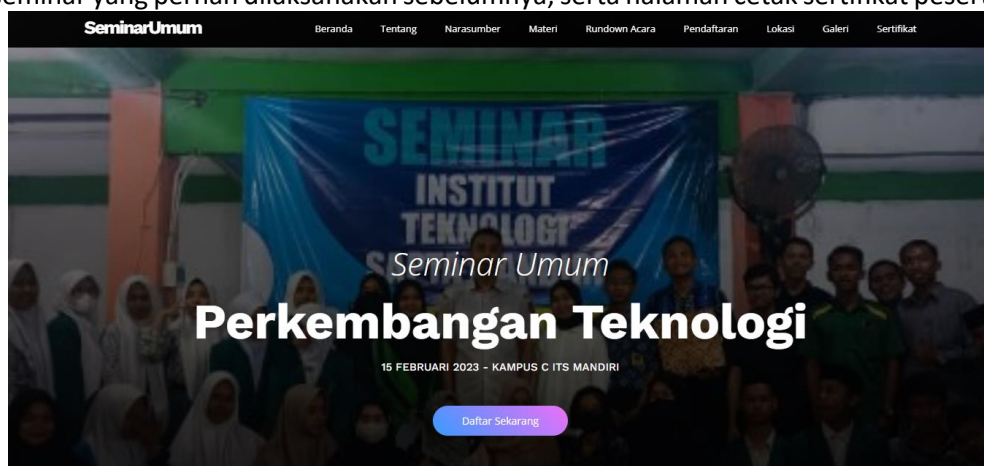 seminar yang pernah dilaksanakan sebelumnya, serta halaman cetak sertifikat peserta
SeminarUmum Beranda Tentang Narasumber Materi Rundown Acara Pendaftaran Lokasi Galeri Sertifikat
SEMINAR
INSTITUT
TEKNOLOGI
Seminar Umum
Perkembangan Teknologi
15 FEBRUARI 2023 - KAMPUS C ITS MANDIRI
Daftar Sekarang